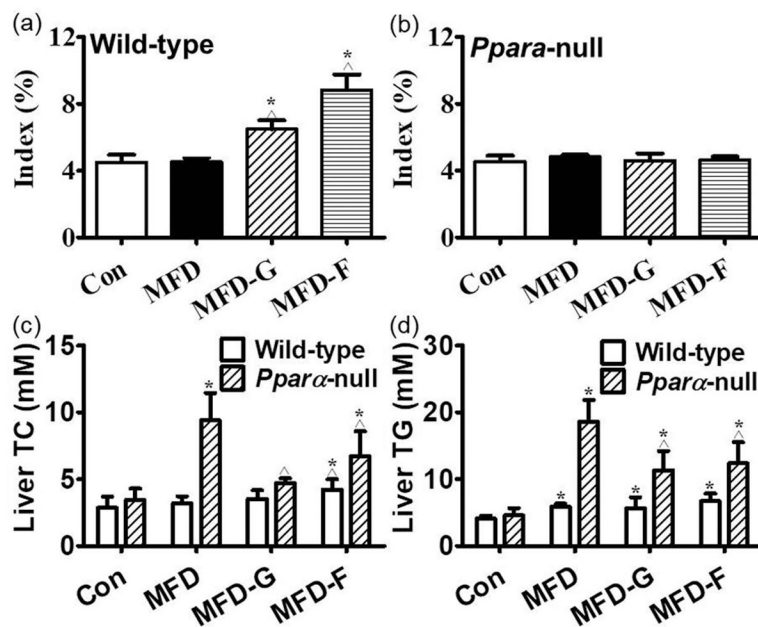 (a)
Wild-type
Index (%)
12
8
4
0
*
△
*
△
Con
MFD
MFD-G
MFD-F
(b)
Ppara-null
Index (%)
12
8
4
0
Con
MFD
MFD-G
MFD-F
(c)
Wild-type
Pparα-null
Liver TC (mM)
15
10
5
0
*
△
*
△
*
△
Con
MFD
MFD-G
MFD-F
(d)
Wild-type
Pparα-null
Liver TG (mM)
30
20
10
0
*
*
*
*
△
*
*
△
Con
MFD
MFD-G
MFD-F